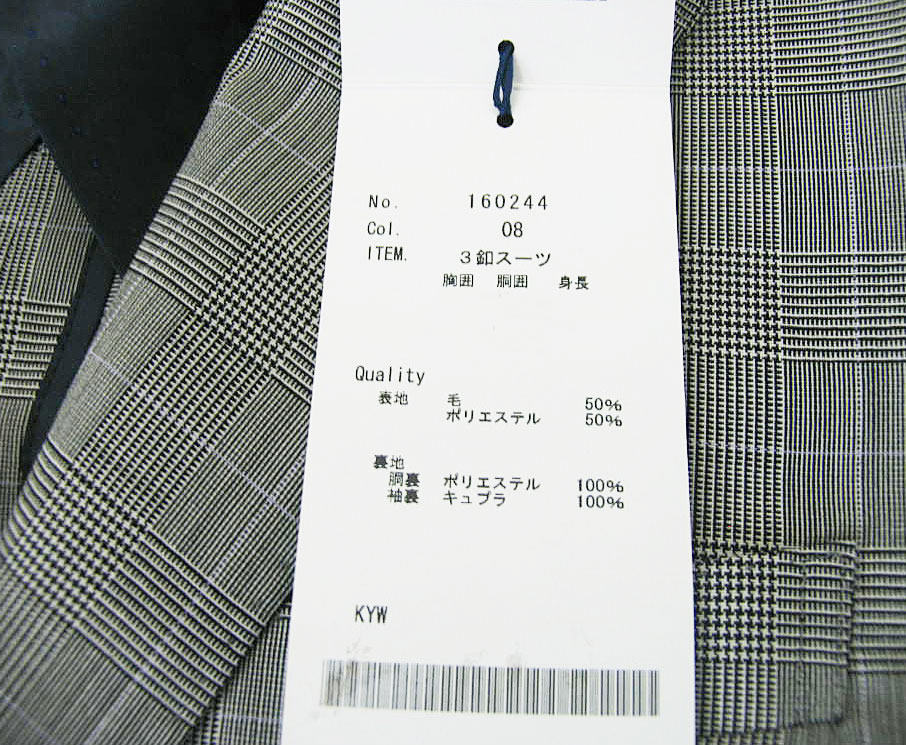 No. 160244
Col. 08
ITEM. 3釦スーツ
胸囲 胴囲 身長
Quality
表地 毛 50%
ポリエステル 50%
裏地
胴裏 ポリエステル 100%
袖裏 キュプラ 100%
KYW